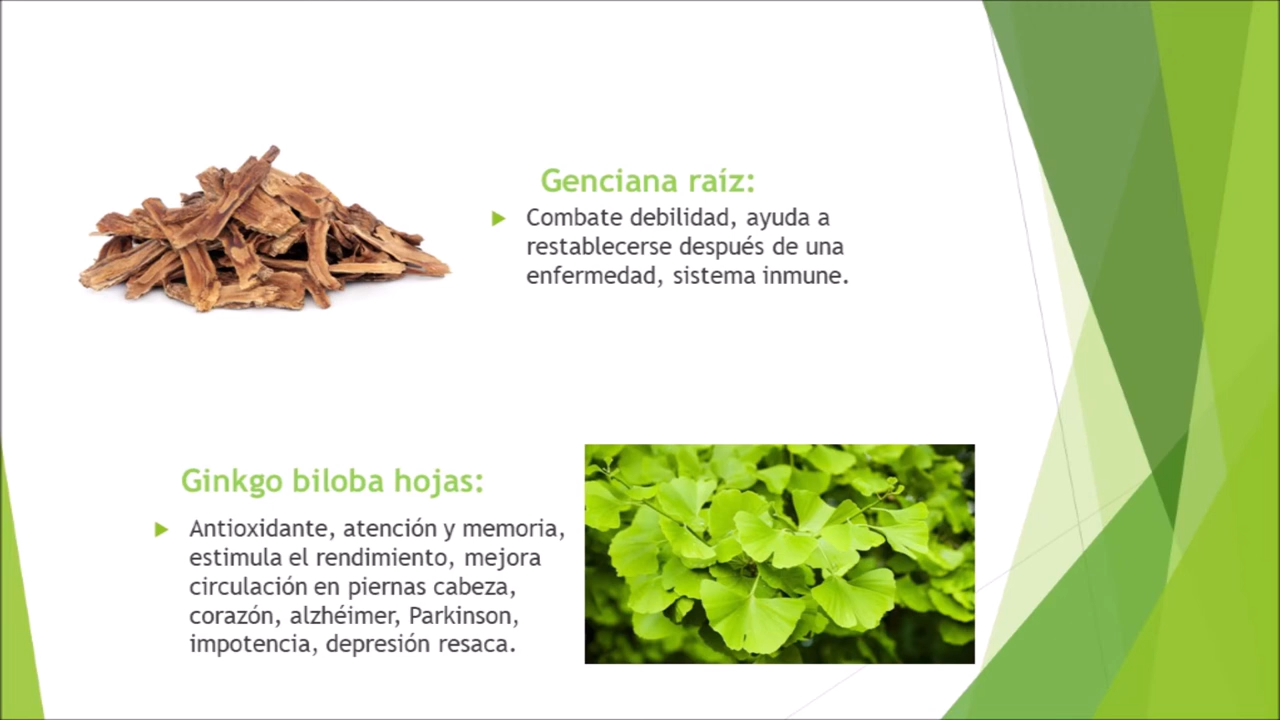 Genciana raíz:
Combate debilidad, ayuda a
restablecerse después de una
enfermedad, sistema inmune.
Ginkgo biloba hojas:
Antioxidante, atención y memoria,
estimula el rendimiento, mejora
circulación en piernas cabeza,
corazón, alzhéimer, Parkinson,
impotencia, depresión resaca.